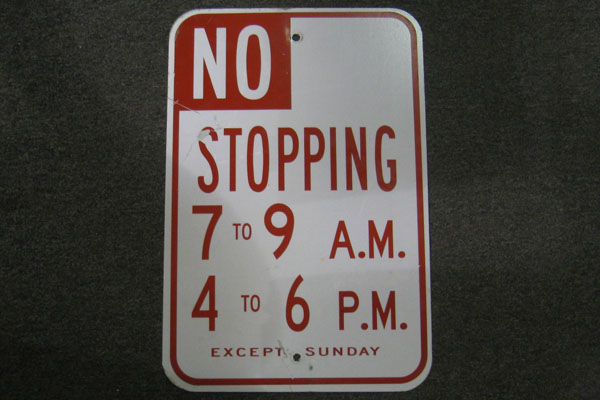 NO
STOPPING
7 TO 9 A.M.
4 TO 6 P.M.
EXCEPT SUNDAY